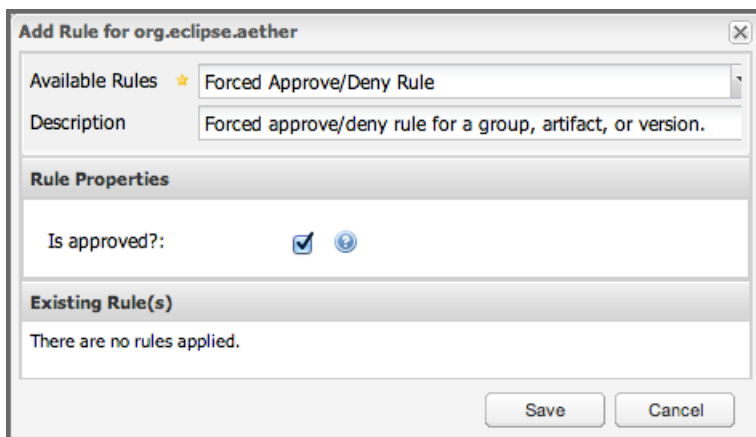 Add Rule for org.eclipse.aether
Available Rules Forced Approve/Deny Rule
Description Forced approve/deny rule for a group, artifact, or version.
Rule Properties
Is approved?:
Existing Rule(s)
There are no rules applied.
Save Cancel